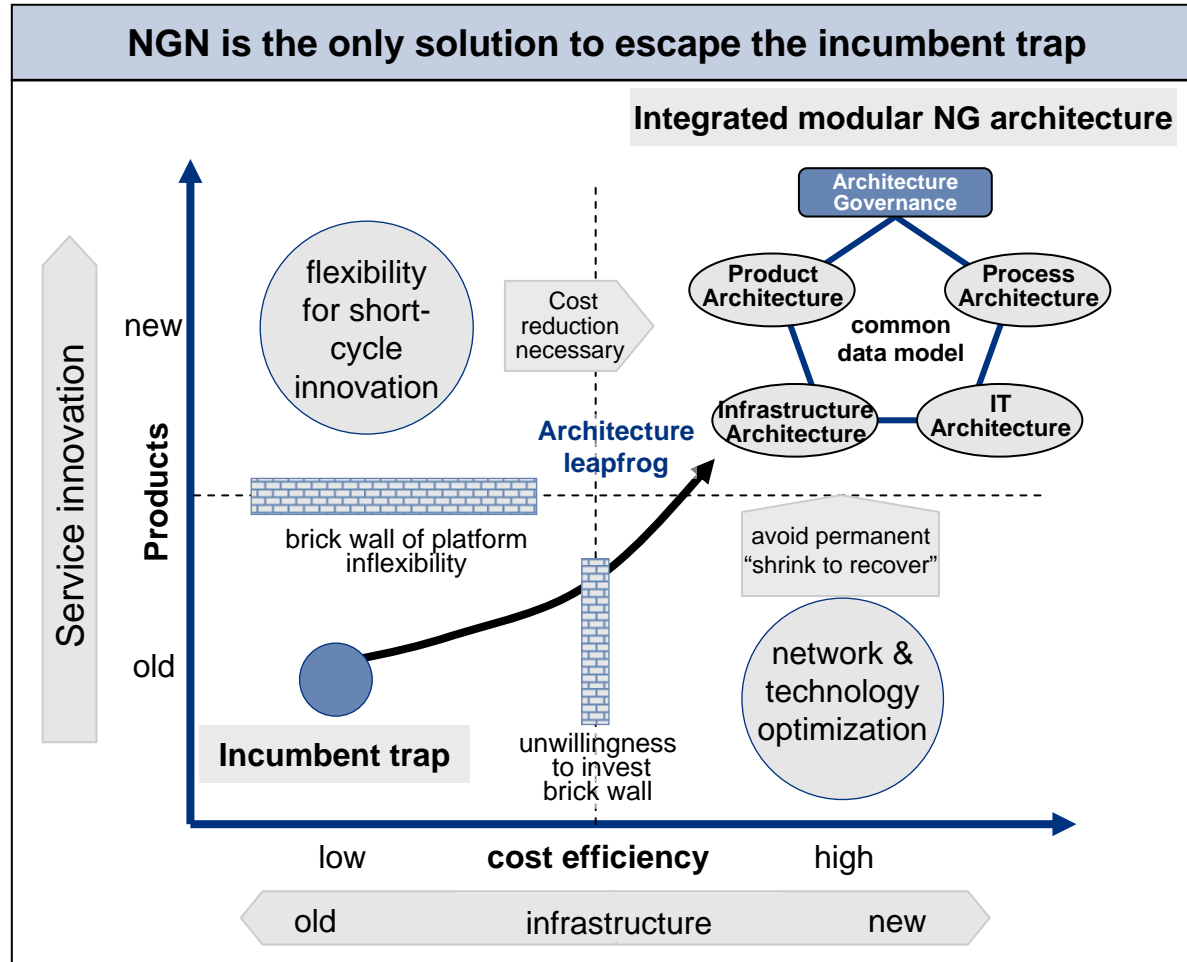 NGN is the only solution to escape the incumbent trap
Integrated modular NG architecture
Architecture
Governance
Product
Architecture
Process
Architecture
common
data model
Infrastructure
Architecture
IT
Architecture
flexibility
for short-
cycle
innovation
Cost
reduction
necessary
Architecture
leapfrog
Service innovation
Products
new
old
brick wall of platform
inflexibility
avoid permanent
“shrink to recover”
network &
technology
optimization
Incumbent trap
unwillingness
to invest
brick wall
low
cost efficiency
high
old
infrastructure
new